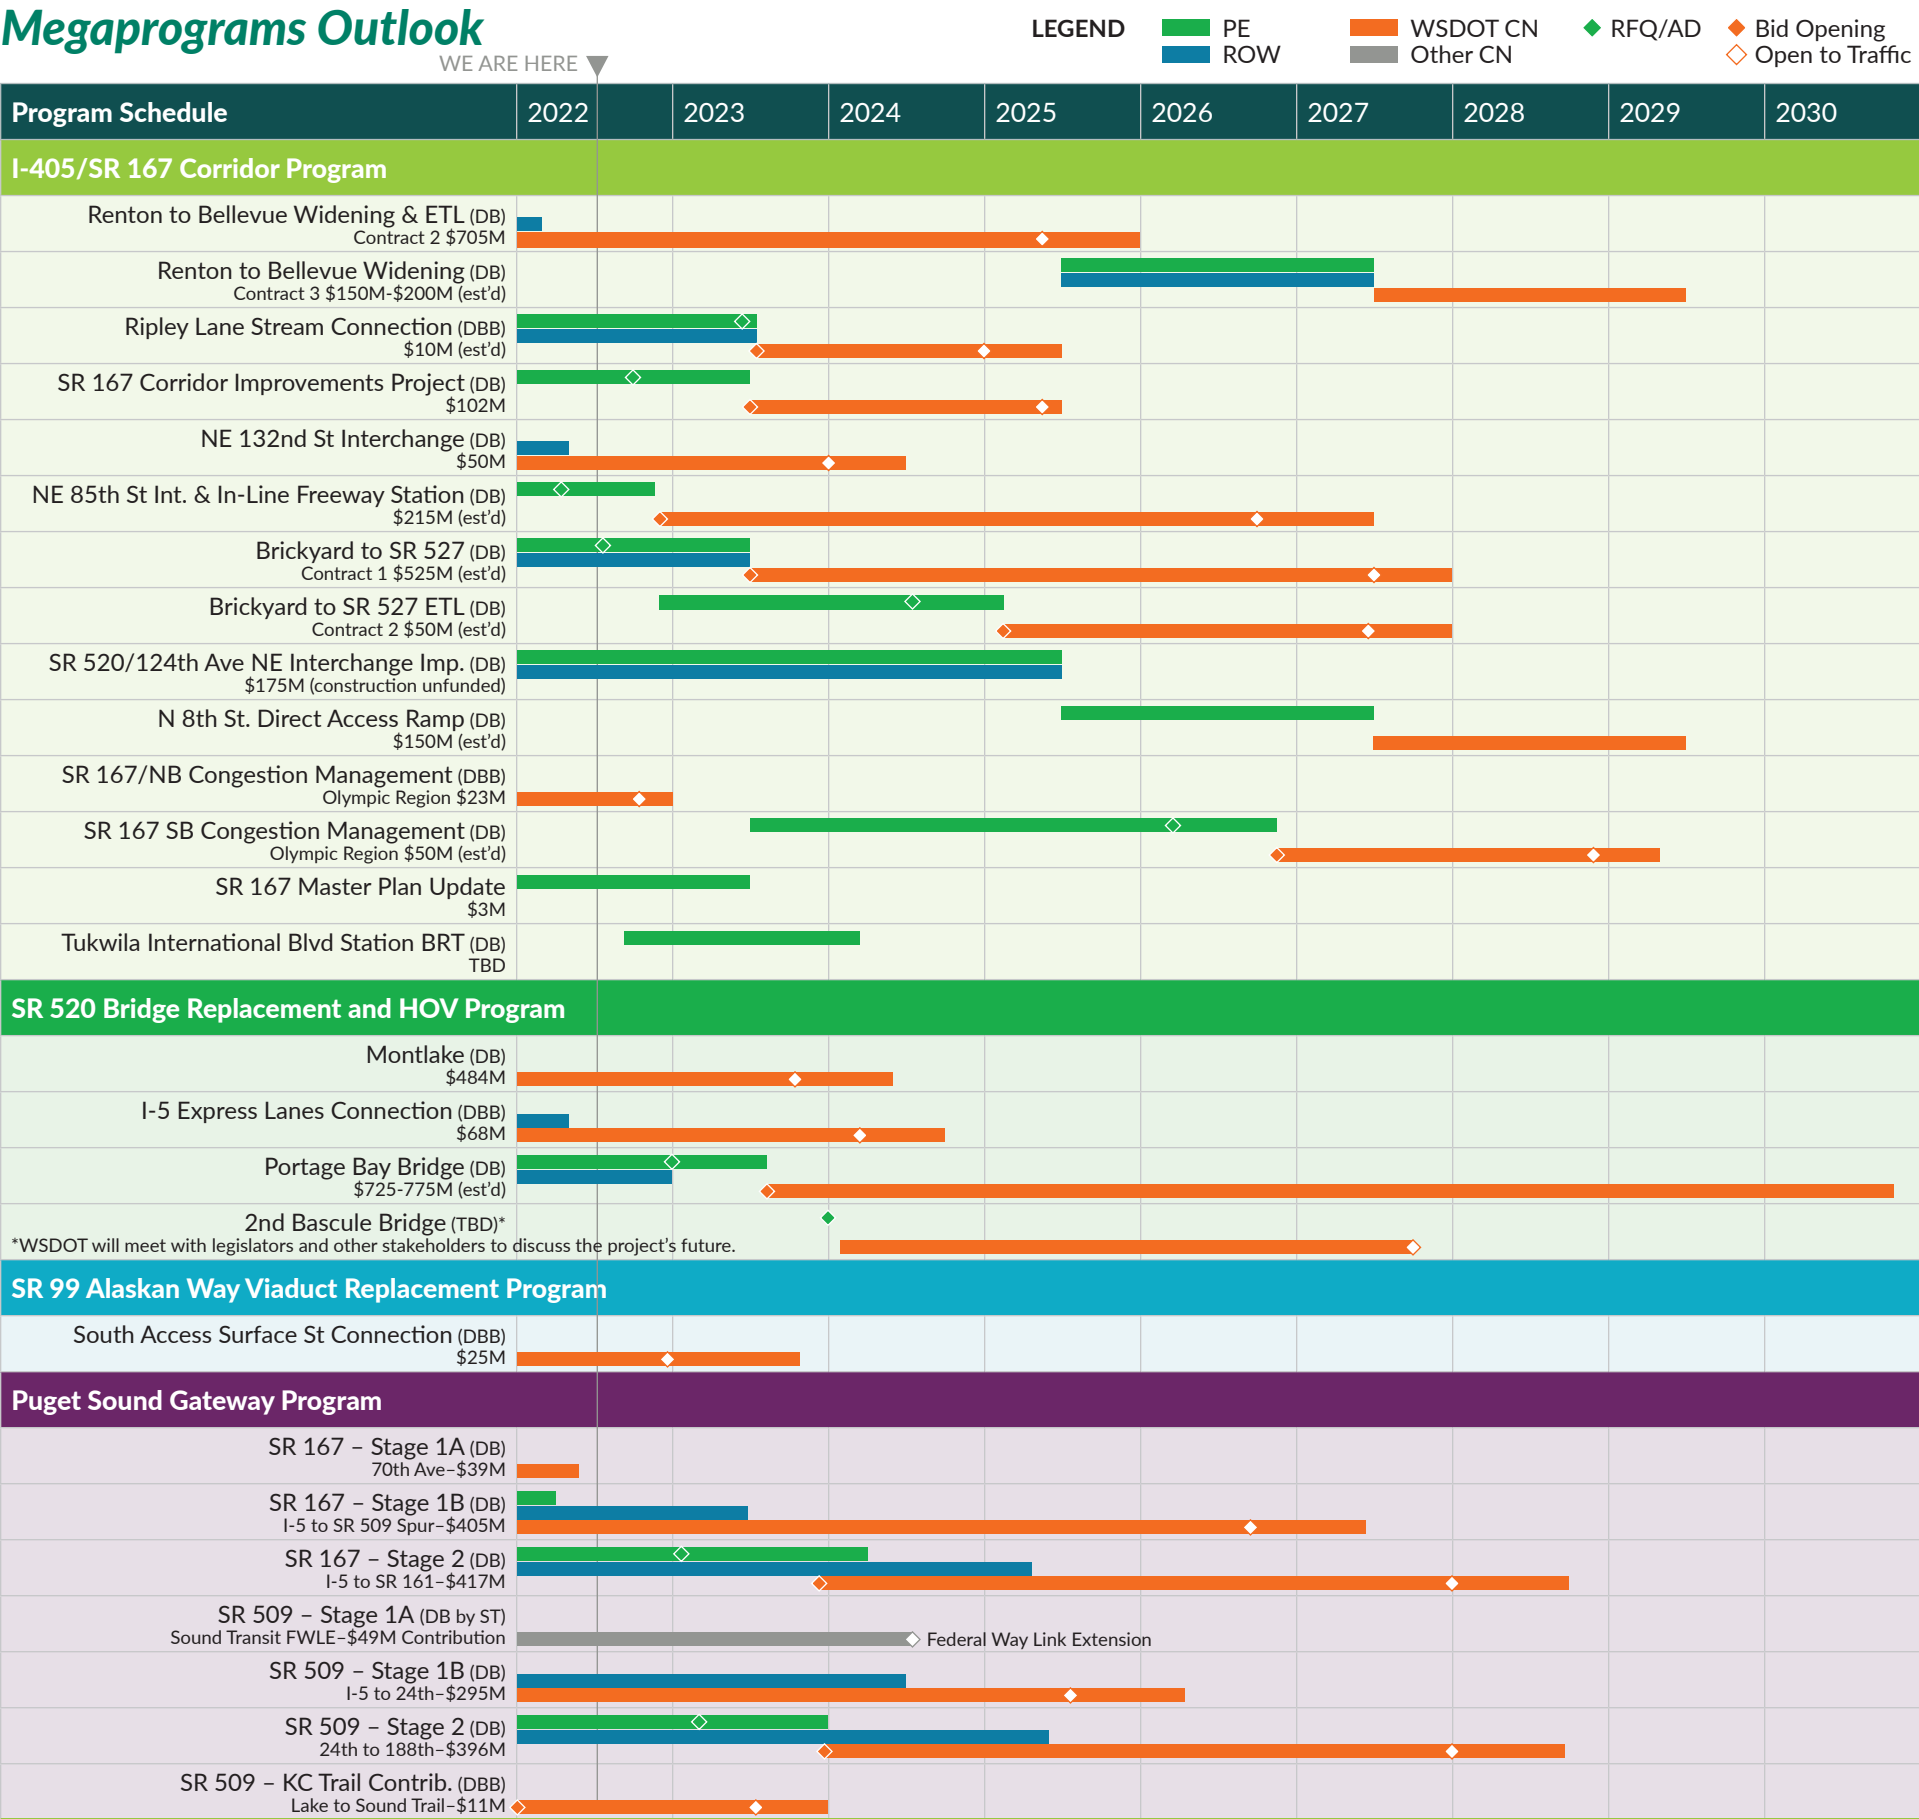 Megaprograms Outlook
WE ARE HERE
LEGEND
PE
ROW
WSDOT CN
Other CN
RFQ/AD
Bid Opening
Open to Traffic
Program Schedule 2022 2023 2024 2025 2026 2027 2028 2029 2030
I-405/SR 167 Corridor Program
Renton to Bellevue Widening & ETL (DB)
Contract 2 $705M
Renton to Bellevue Widening (DB)
Contract 3 $150M-$200M (est’d)
Ripley Lane Stream Connection (DBB)
$10M (est’d)
SR 167 Corridor Improvements Project (DB)
$102M
NE 132nd St Interchange (DB)
$50M
NE 85th St Int. & In-Line Freeway Station (DB)
$215M (est’d)
Brickyard to SR 527 (DB)
Contract 1 $525M (est’d)
Brickyard to SR 527 ETL (DB)
Contract 2 $50M (est’d)
SR 520/124th Ave NE Interchange Imp. (DB)
$175M (construction unfunded)
N 8th St. Direct Access Ramp (DB)
$150M (est’d)
SR 167/NB Congestion Management (DBB)
Olympic Region $23M
SR 167 SB Congestion Management (DB)
Olympic Region $50M (est’d)
SR 167 Master Plan Update
$3M
Tukwila International Blvd Station BRT (DB)
TBD
SR 520 Bridge Replacement and HOV Program
Montlake (DB)
$484M
I-5 Express Lanes Connection (DBB)
$68M
Portage Bay Bridge (DB)
$725-775M (est’d)
2nd Bascule Bridge (TBD)*
*WSDOT will meet with legislators and other stakeholders to discuss the project’s future.
SR 99 Alaskan Way Viaduct Replacement Program
South Access Surface St Connection (DBB)
$25M
Puget Sound Gateway Program
SR 167 – Stage 1A (DB)
70th Ave–$39M
SR 167 – Stage 1B (DB)
I-5 to SR 509 Spur–$405M
SR 167 – Stage 2 (DB)
I-5 to SR 161–$417M
SR 509 – Stage 1A (DB by ST)
Sound Transit FWLE–$49M Contribution
Federal Way Link Extension
SR 509 – Stage 1B (DB)
I-5 to 24th–$295M
SR 509 – Stage 2 (DB)
24th to 188th–$396M
SR 509 – KC Trail Contrib. (DBB)
Lake to Sound Trail–$11M